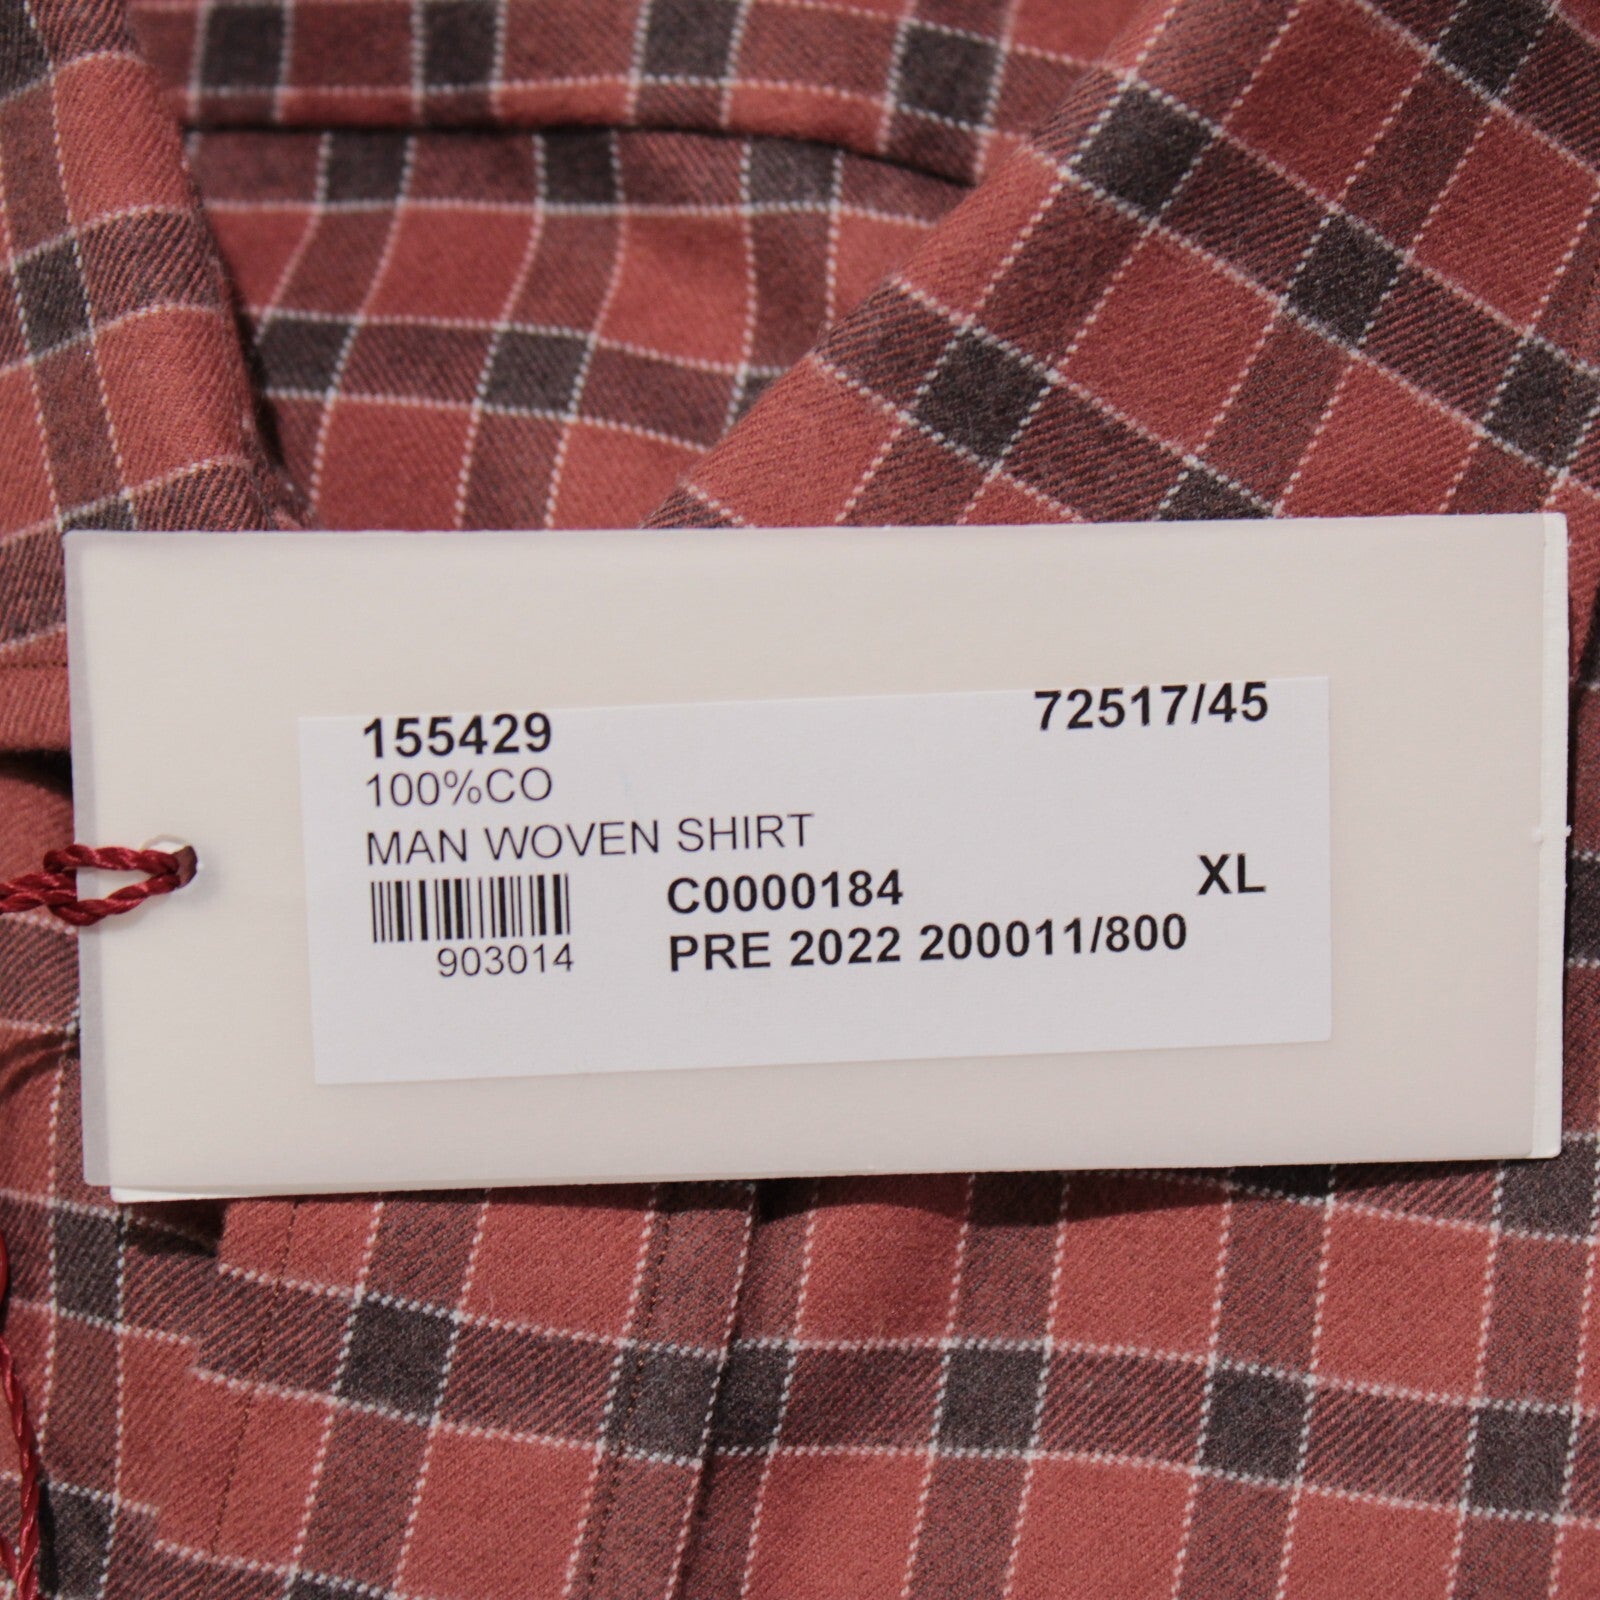 155429 72517/45
100%CO
MAN WOVEN SHIRT
C0000184 XL
903014 PRE 2022 200011/800